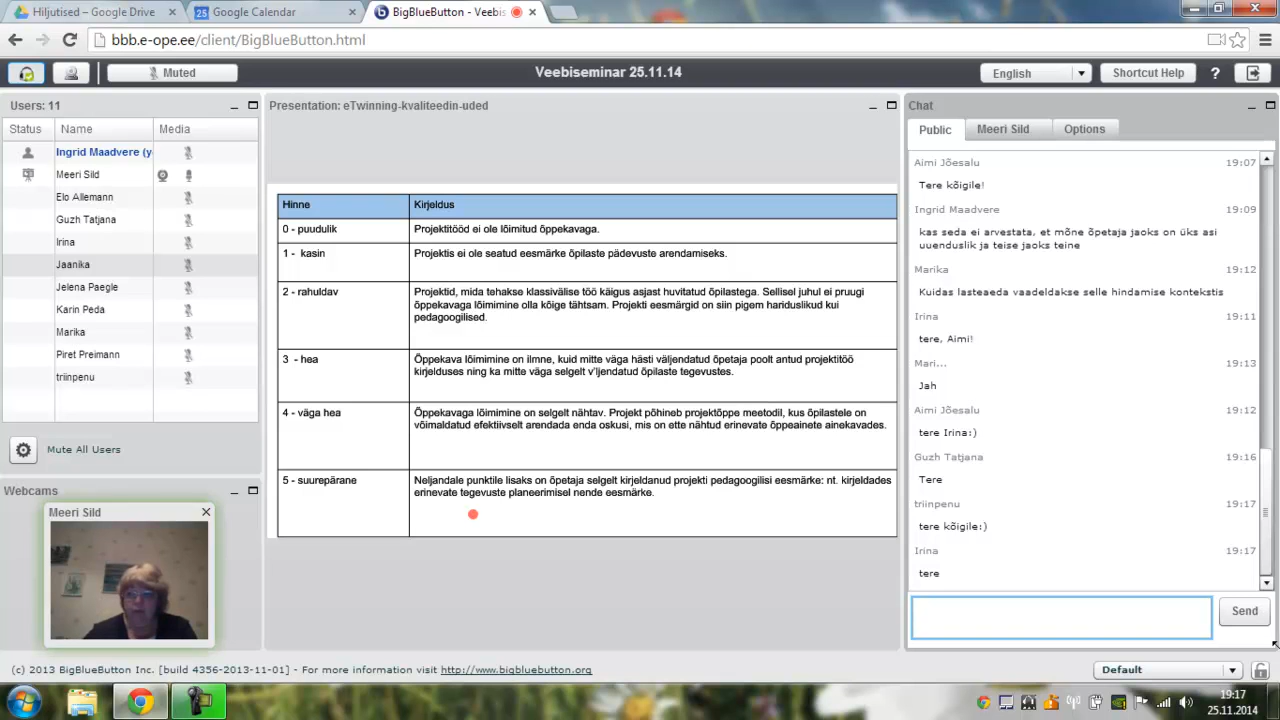 Hiljutised – Google Drive
Google Calendar
BigBlueButton - Veebis
bbb.e-ope.ee/client/BigBlueButton.html
Muted
Veebiseminar 25.11.14
English
Shortcut Help
?
Users: 11
Status Name Media
Ingrid Maadvere (y
Meeri Sild
Elo Allemann
Guzh Tatjana
Irina
Jaanika
Jelena Paegle
Karin Peda
Marika
Piret Preimann
triinpenu
Mute All Users
Webcams
Meeri Sild
Presentation: eTwinning-kvaliteedin-uded
Hinne Kirjeldus
0 - puudulik Projektitööd ei ole lõimitud õppekavaga.
1 - kasin Projektis ei ole seatud eesmärke õpilaste pädevuste arendamiseks.
2 - rahuldav Projektid, mida tehakse klassivälise töö käigus asjast huvitatud õpilastega. Sellisel juhul ei pruugi
õppekavaga lõimimine olla kõige tähtsam. Projekti eesmärgid on siin pigem hariduslikud kui
pedagoogilised.
3 - hea Õppekava lõimimine on ilmne, kuid mitte väga hästi väljendatud õpetaja poolt antud projektitöö
kirjelduses ning ka mitte väga selgelt v'ljendatud õpilaste tegevustes.
4 - väga hea Õppekavaga lõimimine on selgelt nähtav. Projekt põhineb projektõppe meetodil, kus õpilastele on
võimaldatud efektiivselt arendada enda oskusi, mis on ette nähtud erinevate õppeainete ainekavades.
5 - suurepärane Neljandale punktile lisaks on õpetaja selgelt kirjeldanud projekti pedagoogilisi eesmärke: nt. kirjeldades
erinevate tegevuste planeerimisel nende eesmärke.
Chat
Public Meeri Sild Options
Aimi Jõesalu 19:07
Tere kõigile!
Ingrid Maadvere 19:09
kas seda ei arvestata, et mõne õpetaja jaoks on üks asi
uuenduslik ja teise jaoks teine
Marika 19:12
Kuidas lasteaeda vaadeldakse selle hindamise kontekstis
Irina 19:11
tere, Aimi!
Mari... 19:13
Jah
Aimi Jõesalu 19:12
tere Irina:)
Guzh Tatjana 19:16
Tere
triinpenu 19:17
tere kõigile:)
Irina 19:17
tere
Send
(c) 2013 BigBlueButton Inc. [build 4356-2013-11-01] - For more information visit http://www.bigbluebutton.org
Default
19:17
25.11.2014